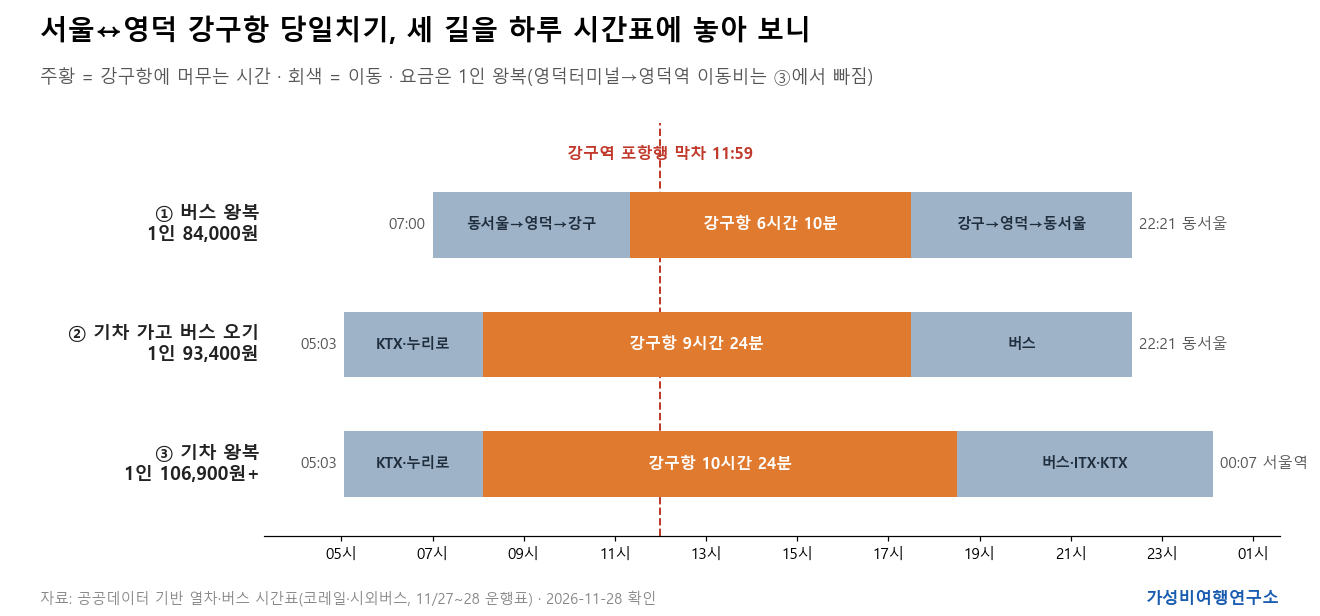 서울↔영덕 강구항 당일치기, 세 길을 하루 시간표에 놓아 보니
주황 = 강구항에 머무는 시간 · 회색 = 이동 · 요금은 1인 왕복(영덕터미널→영덕역 이동비는 ③에서 빠짐)
강구역 포항행 막차 11:59
① 버스 왕복
1인 84,000원
07:00
동서울→영덕→강구
강구항 6시간 10분
강구→영덕→동서울
22:21 동서울
② 기차 가고 버스 오기
1인 93,400원
05:03
KTX·누리로
강구항 9시간 24분
버스
22:21 동서울
③ 기차 왕복
1인 106,900원+
05:03
KTX·누리로
강구항 10시간 24분
버스·ITX·KTX
00:07 서울역
05시 07시 09시 11시 13시 15시 17시 19시 21시 23시 01시
자료: 공공데이터 기반 열차·버스 시간표(코레일·시외버스, 11/27~28 운행표) · 2026-11-28 확인
가성비여행연구소